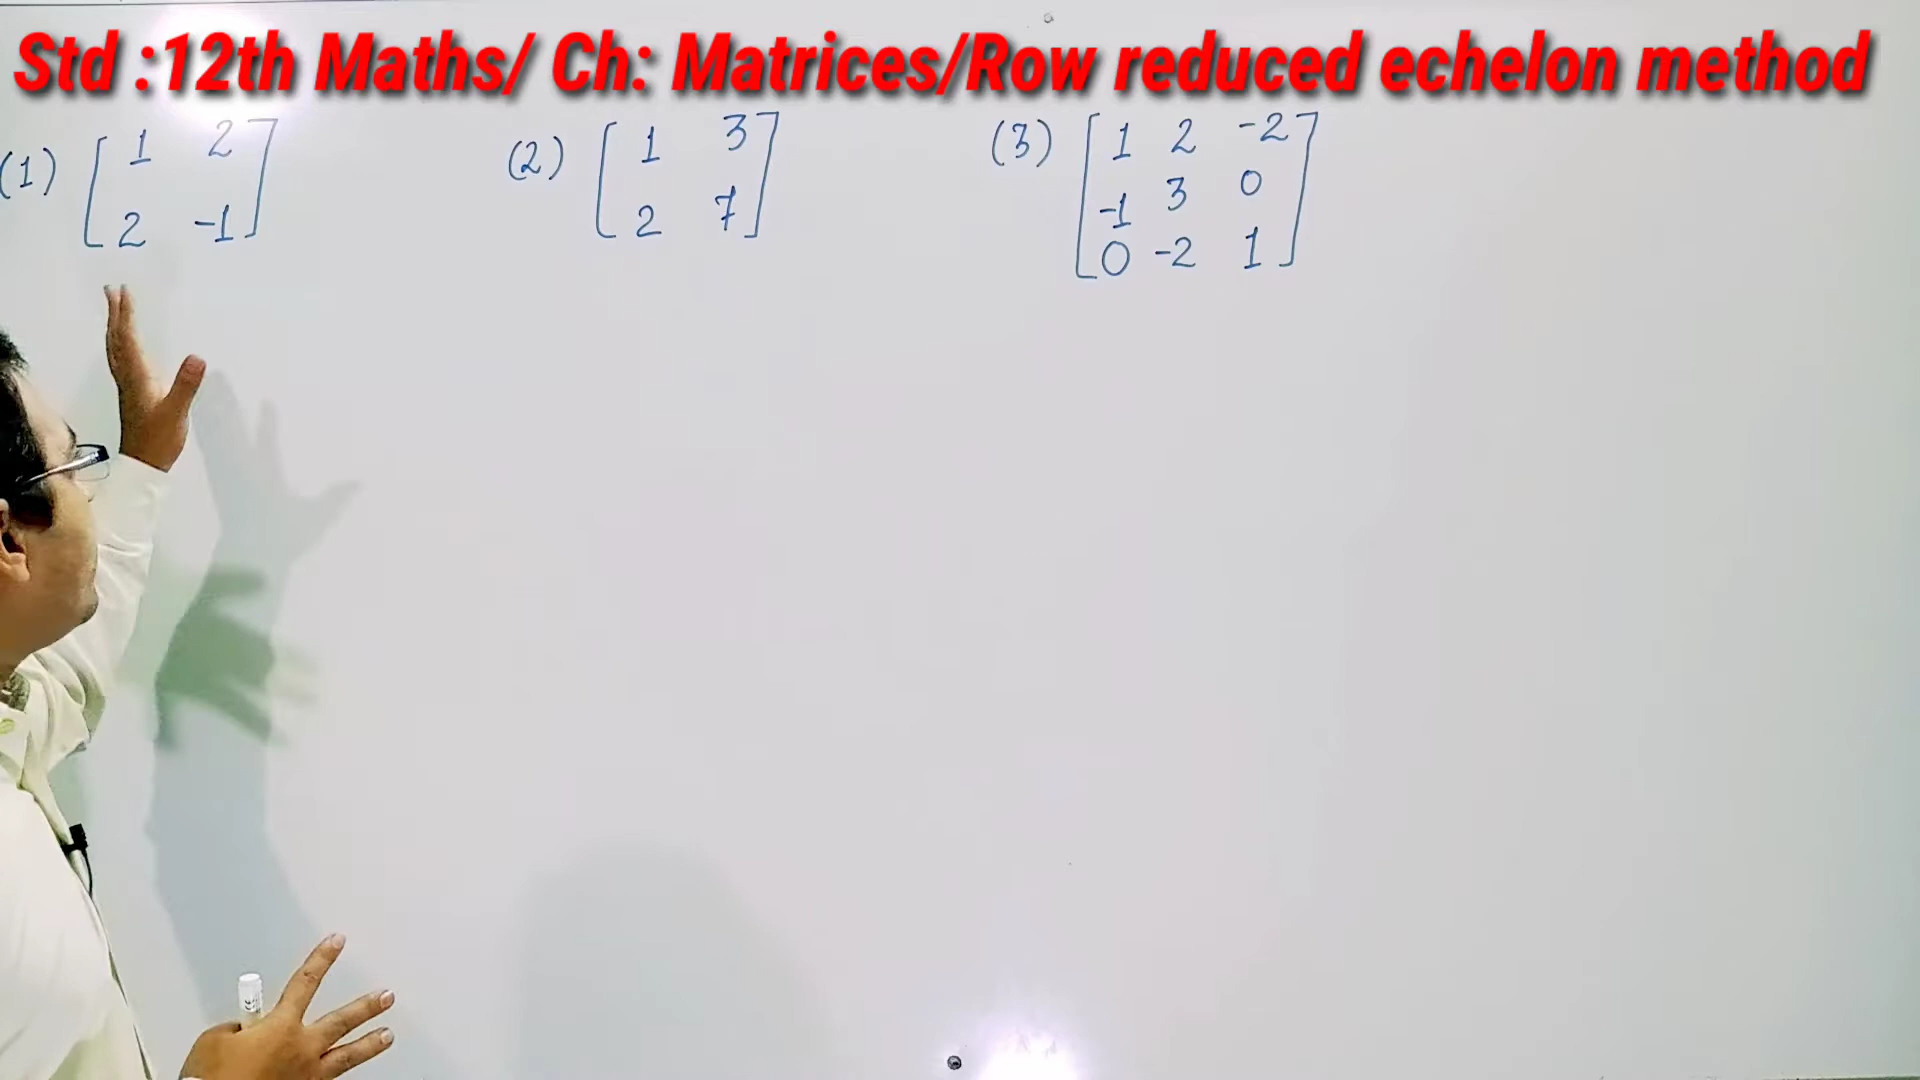 Std :12th Maths/ Ch: Matrices/Row reduced echelon method
(1) [ 1 2
2 -1 ]
(2) [ 1 3
2 7 ]
(3) [ 1 2 -2
-1 3 0
0 -2 1 ]